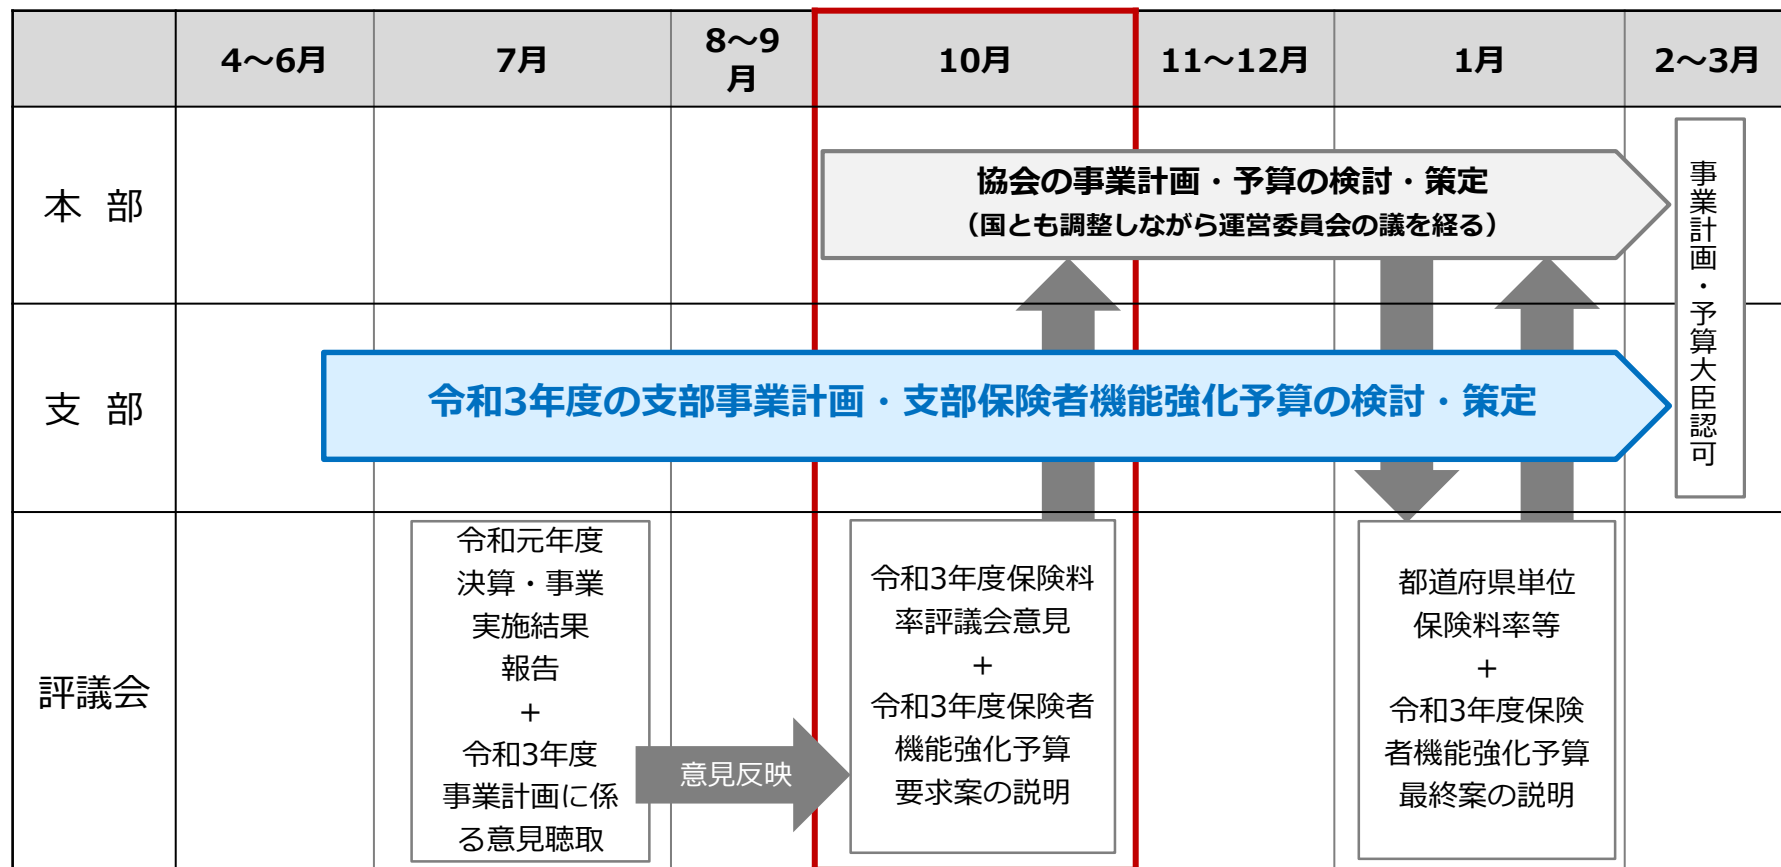 4～6月
7月
8～9
月
10月
11～12月
1月
2～3月
本 部
協会の事業計画・予算の検討・策定
（国とも調整しながら運営委員会の議を経る）
事業計画・予算大臣認可
支 部
令和3年度の支部事業計画・支部保険者機能強化予算の検討・策定
評議会
令和元年度
決算・事業
実施結果
報告
+
令和3年度
事業計画に係
る意見聴取
意見反映
令和3年度保険料
率評議会意見
+
令和3年度保険者
機能強化予算
要求案の説明
都道府県単位
保険料率等
+
令和3年度保険
者機能強化予算
最終案の説明